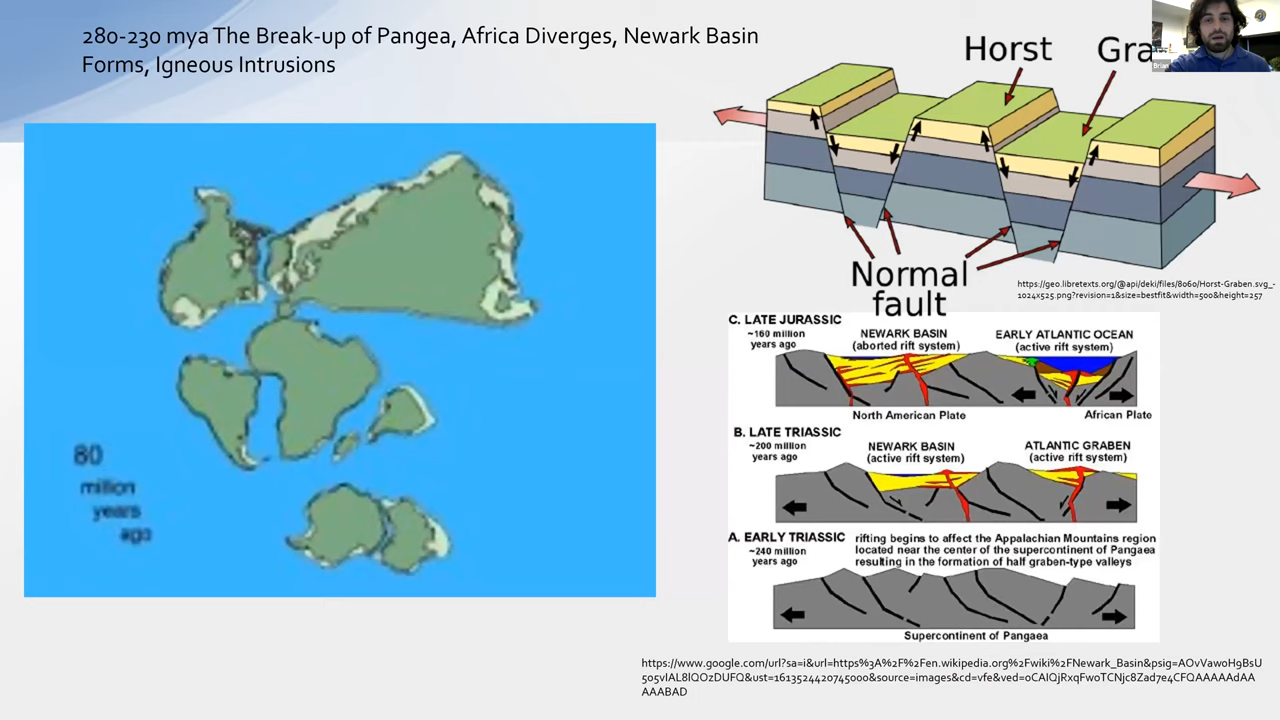 280-230 mya The Break-up of Pangea, Africa Diverges, Newark Basin
Forms, Igneous Intrusions
Horst
Gra
Brian
Normal
fault
https://geo.libretexts.org/@api/deki/files/8060/Horst-Graben.svg_-
1024x525.png?revision=1&size=bestfit&width=500&height=257
80
million
years
ago
C. LATE JURASSIC
~160 million
years ago
NEWARK BASIN
(aborted rift system)
EARLY ATLANTIC OCEAN
(active rift system)
North American Plate
African Plate
B. LATE TRIASSIC
~200 million
years ago
NEWARK BASIN
(active rift system)
ATLANTIC GRABEN
(active rift system)
A. EARLY TRIASSIC
~240 million
years ago
rifting begins to affect the Appalachian Mountains region
located near the center of the supercontinent of Pangaea
resulting in the formation of half graben-type valleys
Supercontinent of Pangaea
https://www.google.com/url?sa=i&url=https%3A%2F%2Fen.wikipedia.org%2Fwiki%2FNewark_Basin&psig=AOvVaw0H9BsU
5o5vIAL8lQOzDUFQ&ust=1613524420745000&source=images&cd=vfe&ved=0CAIQjRxqFwoTCNjc8Zad7e4CFQAAAAAdAA
AAABAD